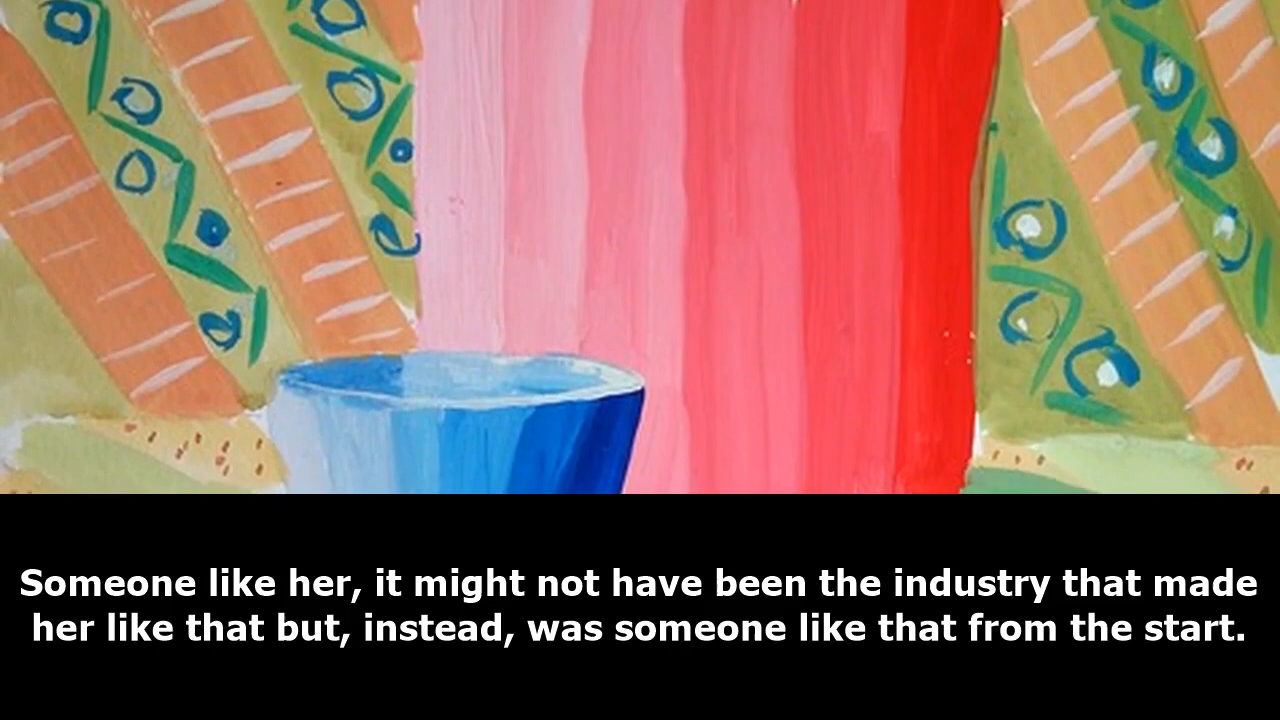 Someone like her, it might not have been the industry that made
her like that but, instead, was someone like that from the start.